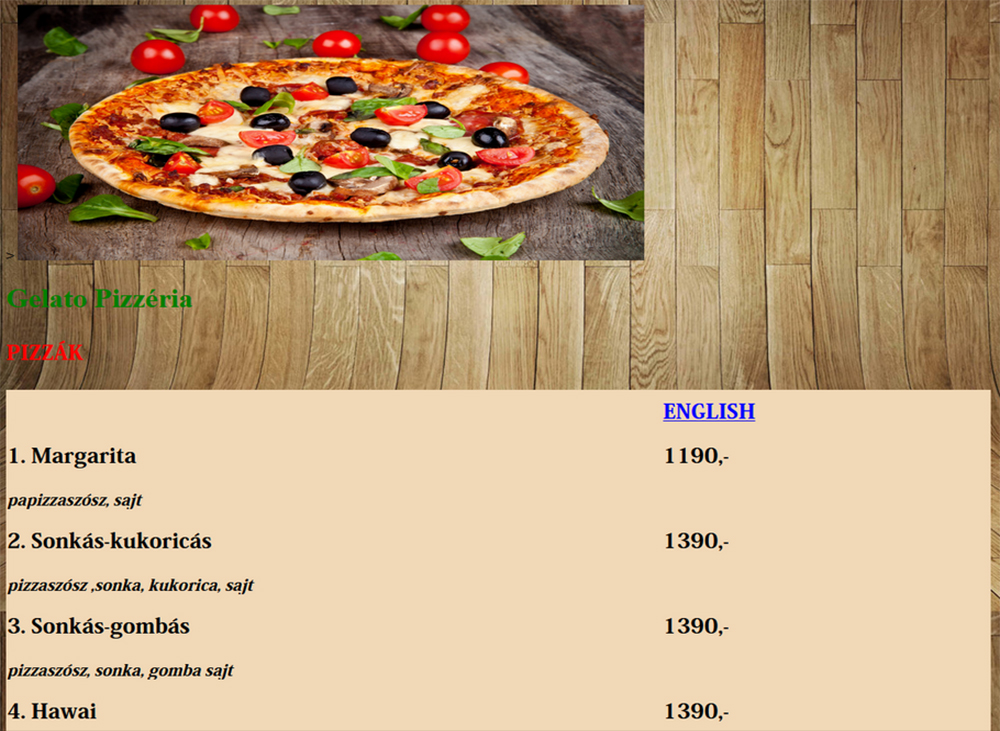 >
Gelato Pizzéria
PIZZÁK
ENGLISH
1. Margarita 1190,-
papizzaszósz, sajt
2. Sonkás-kukoricás 1390,-
pizzaszósz ,sonka, kukorica, sajt
3. Sonkás-gombás 1390,-
pizzaszósz, sonka, gomba sajt
4. Hawai 1390,-